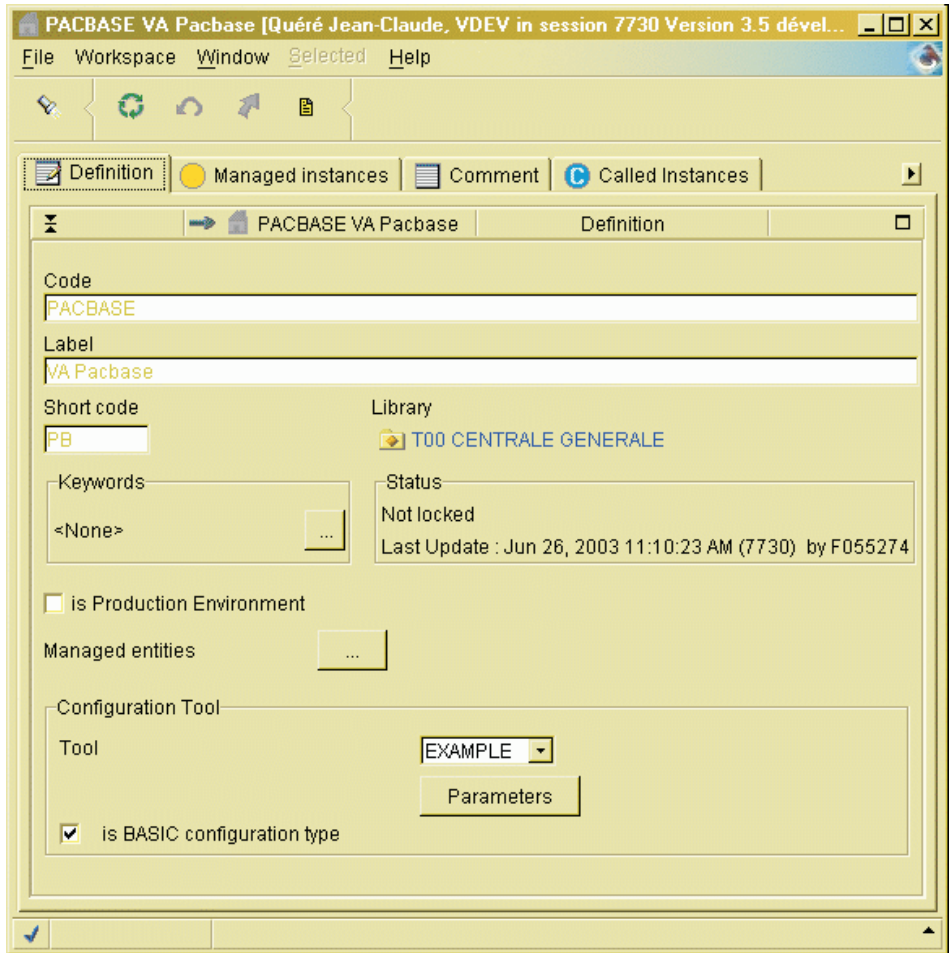 PACBASE VA Pacbase [Quéré Jean-Claude, VDEV in session 7730 Version 3.5 dével...
File Workspace Window Selected Help
Definition Managed instances Comment C Called Instances
PACBASE VA Pacbase Definition
Code
PACBASE
Label
VA Pacbase
Short code Library
PB T00 CENTRALE GENERALE
Keywords Status
Not locked
<None> ...
Last Update : Jun 26, 2003 11:10:23 AM (7730) by F055274
is Production Environment
Managed entities ...
Configuration Tool
Tool EXAMPLE
Parameters
is BASIC configuration type